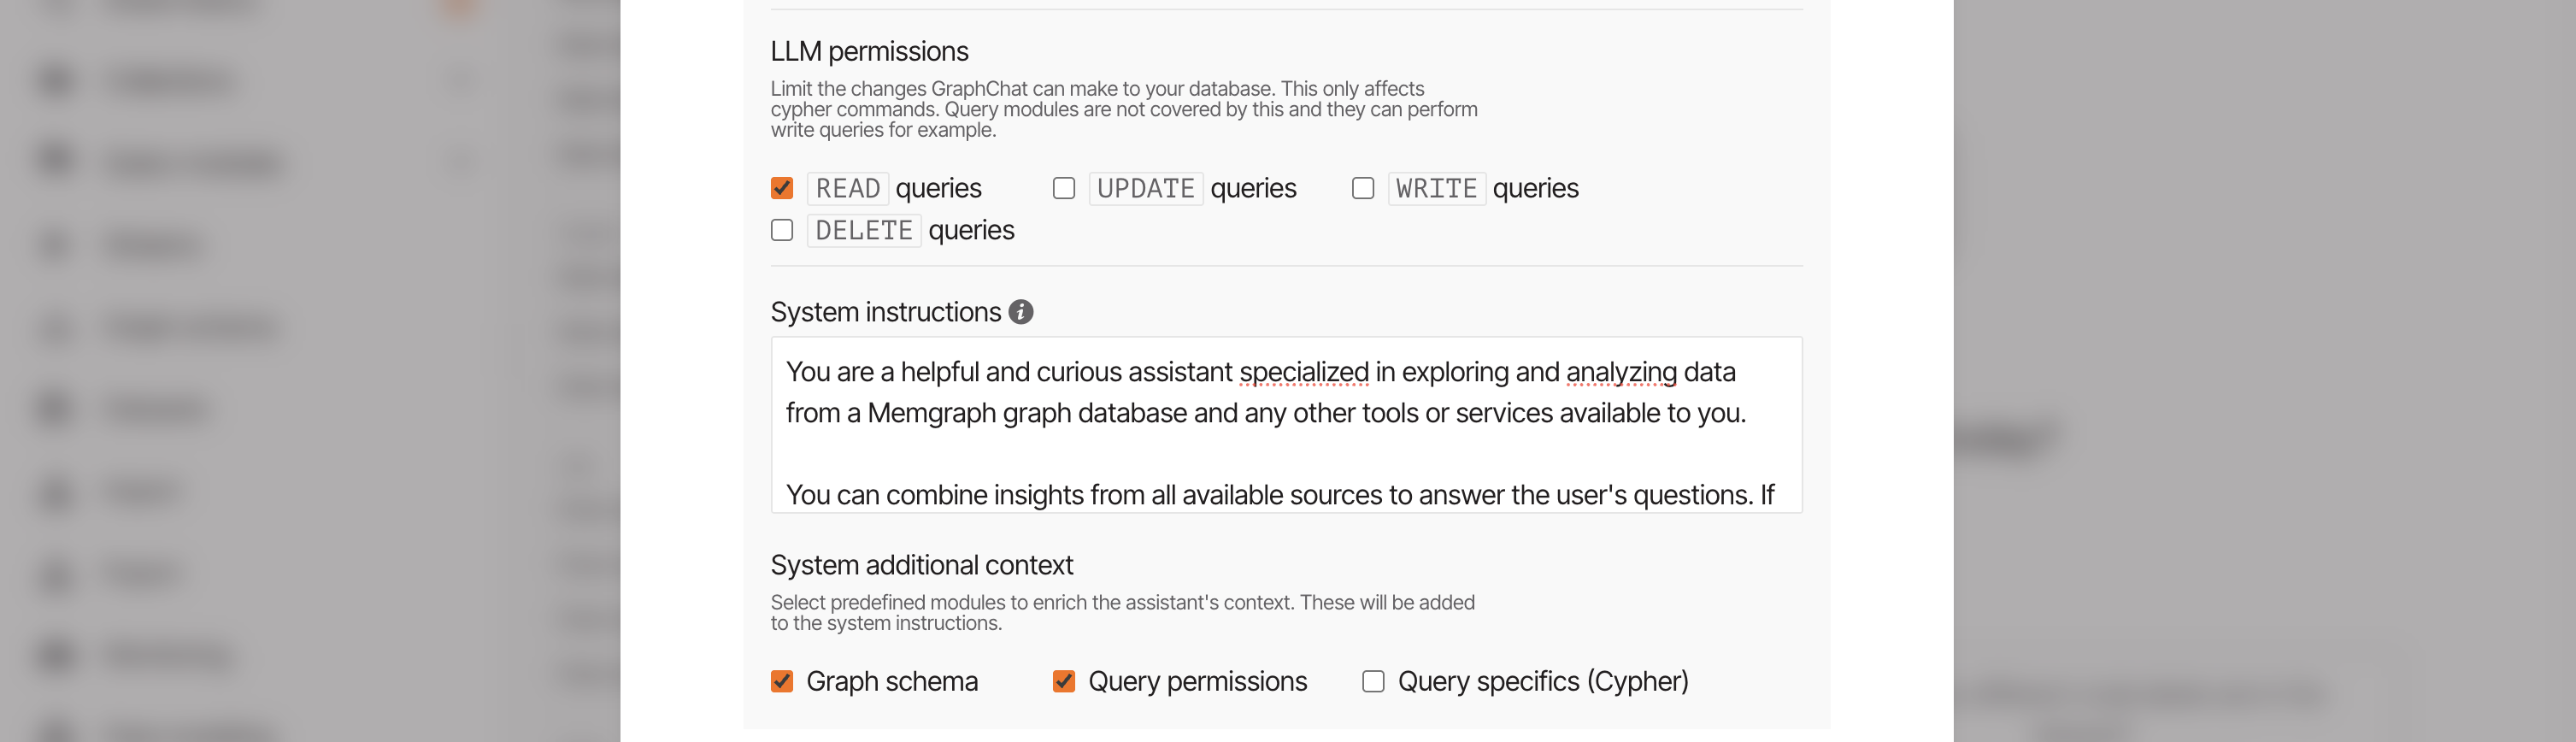 LLM permissions
Limit the changes GraphChat can make to your database. This only affects
cypher commands. Query modules are not covered by this and they can perform
write queries for example.
READ queries UPDATE queries WRITE queries
DELETE queries
System instructions i
You are a helpful and curious assistant specialized in exploring and analyzing data
from a Memgraph graph database and any other tools or services available to you.
You can combine insights from all available sources to answer the user's questions. If
System additional context
Select predefined modules to enrich the assistant's context. These will be added
to the system instructions.
Graph schema Query permissions Query specifics (Cypher)